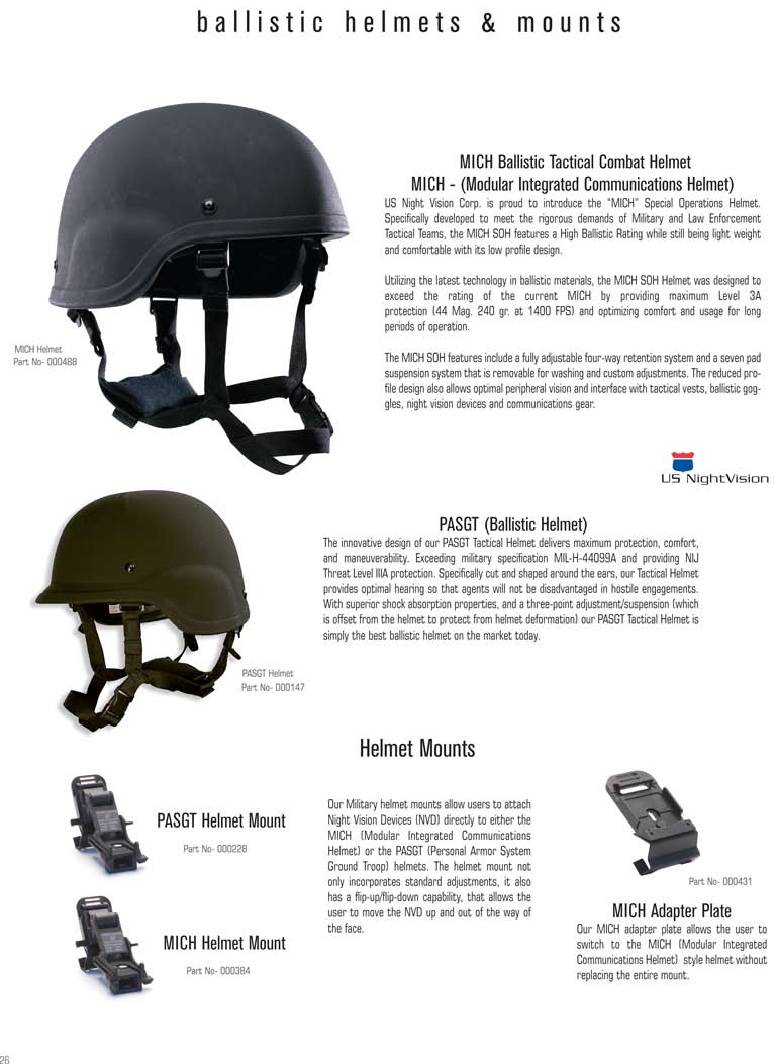 ballistic helmets & mounts
MICH Ballistic Tactical Combat Helmet
MICH - (Modular Integrated Communications Helmet)
US Night Vision Corp. is proud to introduce the "MICH" Special Operations Helmet.
Specifically developed to meet the rigorous demands of Military and Law Enforcement
Tactical Teams, the MICH SOH features a High Ballistic Rating while still being light weight
and comfortable with its low profile design.
Utilizing the latest technology in ballistic materials, the MICH SOH Helmet was designed to
exceed the rating of the current MICH by providing maximum Level 3A
protection (44 Mag. 240 gr. at 1400 FPS) and optimizing comfort and usage for long
periods of operation.
The MICH SOH features include a fully adjustable four-way retention system and a seven pad
suspension system that is removable for washing and custom adjustments. The reduced pro-
file design also allows optimal peripheral vision and interface with tactical vests, ballistic gog-
gles, night vision devices and communications gear.
MICH Helmet
Part No- 000488
US NightVision
PASGT (Ballistic Helmet)
The innovative design of our PASGT Tactical Helmet delivers maximum protection, comfort,
and maneuverability. Exceeding military specification MIL-H-44099A and providing NIJ
Threat Level IIIA protection. Specifically cut and shaped around the ears, our Tactical Helmet
provides optimal hearing so that agents will not be disadvantaged in hostile engagements.
With superior shock absorption properties, and a three-point adjustment/suspension (which
is offset from the helmet to protect from helmet deformation) our PASGT Tactical Helmet is
simply the best ballistic helmet on the market today.
PASGT Helmet
Part No- 000147
Helmet Mounts
PASGT Helmet Mount
Part No- 000228
MICH Helmet Mount
Part No- 000384
Our Military helmet mounts allow users to attach
Night Vision Devices (NVD) directly to either the
MICH (Modular Integrated Communications
Helmet) or the PASGT (Personal Armor System
Ground Troop) helmets. The helmet mount not
only incorporates standard adjustments, it also
has a flip-up/flip-down capability, that allows the
user to move the NVD up and out of the way of
the face.
Part No- 000431
MICH Adapter Plate
Our MICH adapter plate allows the user to
switch to the MICH (Modular Integrated
Communications Helmet) style helmet without
replacing the entire mount.
26